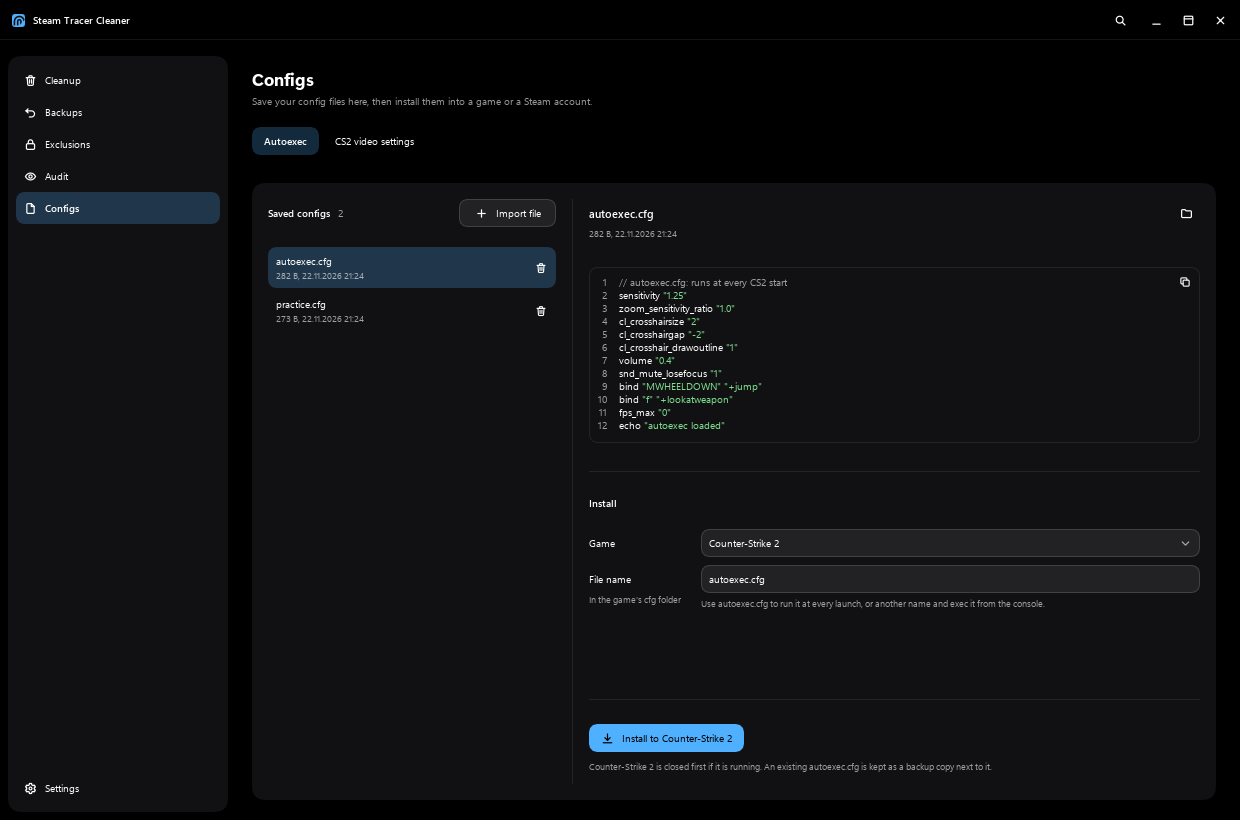 Steam Tracer Cleaner
Cleanup
Backups
Exclusions
Audit
Configs
Settings
Configs
Save your config files here, then install them into a game or a Steam account.
Autoexec
CS2 video settings
Saved configs 2
Import file
autoexec.cfg
282 B, 22.11.2026 21:24
practice.cfg
273 B, 22.11.2026 21:24
autoexec.cfg
282 B, 22.11.2026 21:24
1 // autoexec.cfg: runs at every CS2 start
2 sensitivity "1.25"
3 zoom_sensitivity_ratio "1.0"
4 cl_crosshairsize "2"
5 cl_crosshairgap "-2"
6 cl_crosshair_drawoutline "1"
7 volume "0.4"
8 snd_mute_losefocus "1"
9 bind "MWHEELDOWN" "+jump"
10 bind "f" "+lookatweapon"
11 fps_max "0"
12 echo "autoexec loaded"
Install
Game
Counter-Strike 2
File name
autoexec.cfg
In the game's cfg folder
Use autoexec.cfg to run it at every launch, or another name and exec it from the console.
Install to Counter-Strike 2
Counter-Strike 2 is closed first if it is running. An existing autoexec.cfg is kept as a backup copy next to it.